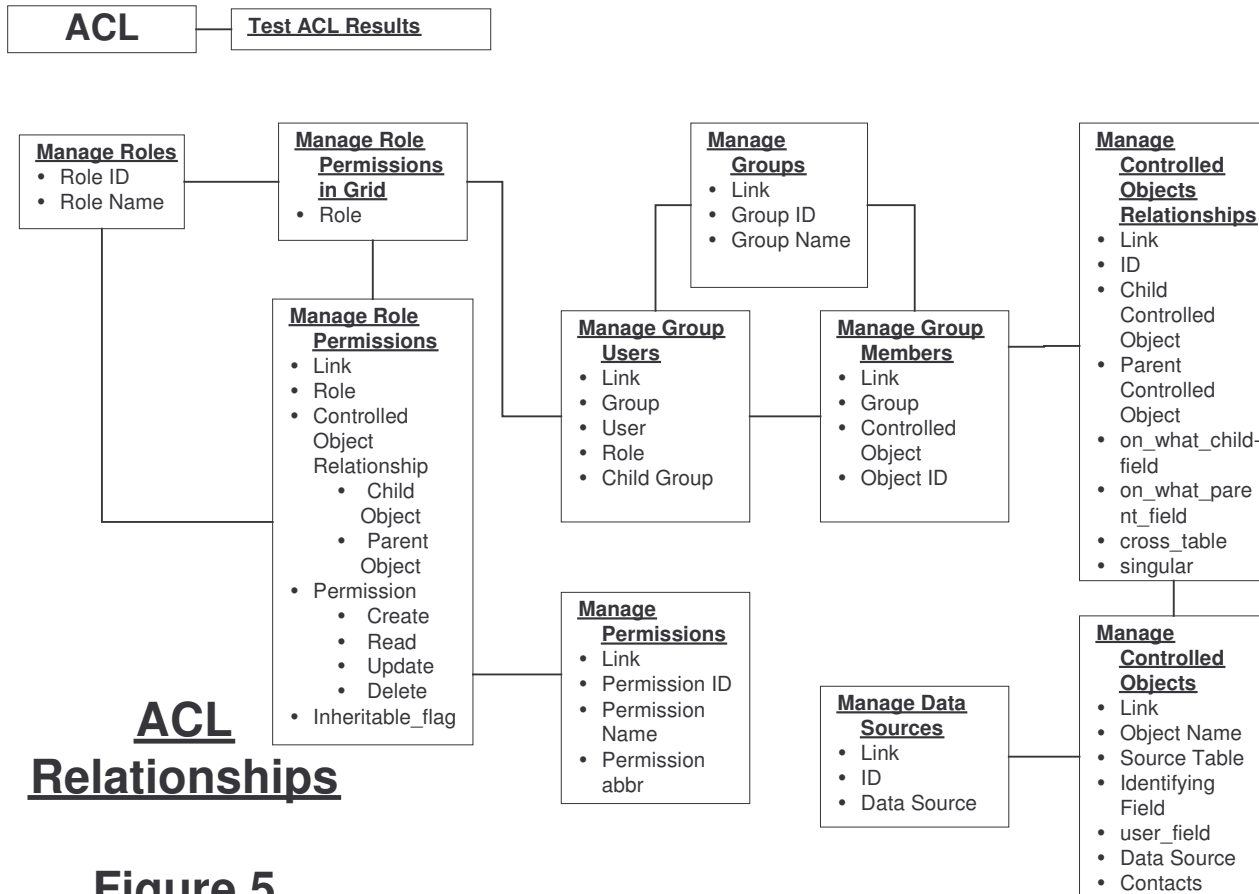 ACL
Test ACL Results
Manage Roles
• Role ID
• Role Name
Manage Role
Permissions
in Grid
• Role
Manage
Groups
• Link
• Group ID
• Group Name
Manage
Controlled
Objects
Relationships
• Link
• ID
• Child
Controlled
Object
• Parent
Controlled
Object
• on_what_child-
field
• on_what_pare
nt_field
• cross_table
• singular
Manage Role
Permissions
• Link
• Role
• Controlled
Object
Relationship
• Child
Object
• Parent
Object
• Permission
• Create
• Read
• Update
• Delete
• Inheritable_flag
Manage Group
Users
• Link
• Group
• User
• Role
• Child Group
Manage Group
Members
• Link
• Group
• Controlled
Object
• Object ID
Manage
Permissions
• Link
• Permission ID
• Permission
Name
• Permission
abbr
Manage Data
Sources
• Link
• ID
• Data Source
Manage
Controlled
Objects
• Link
• Object Name
• Source Table
• Identifying
Field
• user_field
• Data Source
• Contacts
ACL
Relationships
Figure 5